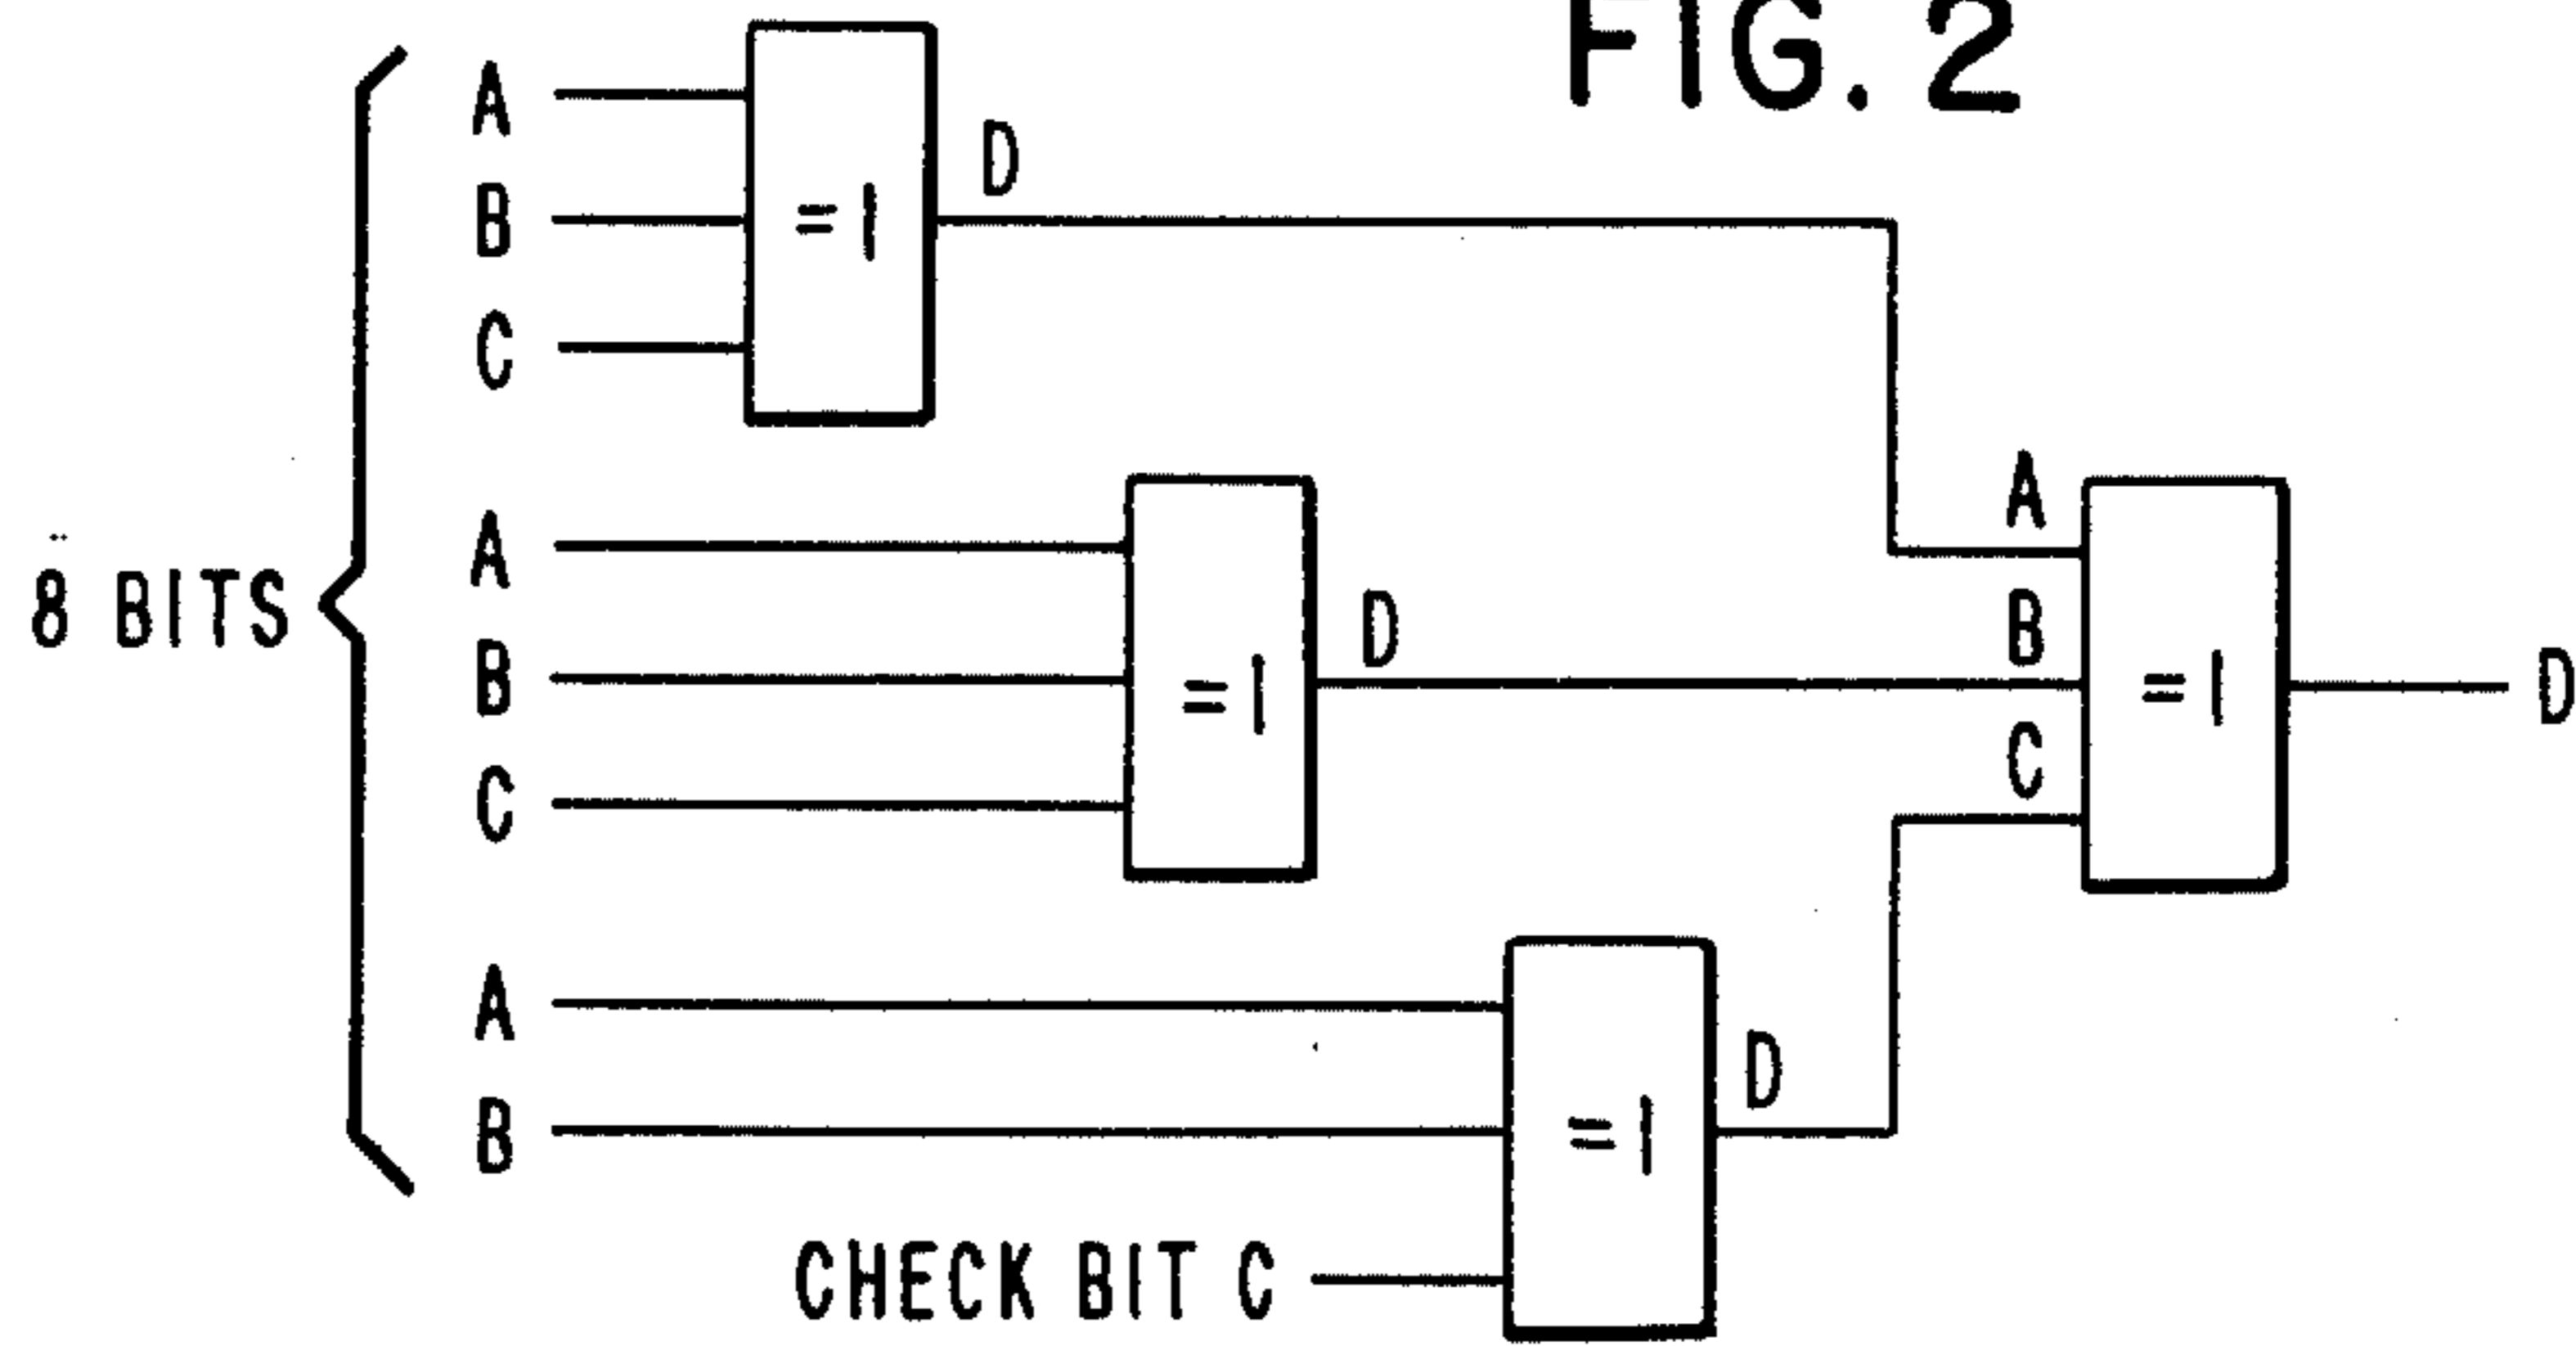 FIG. 2
A
B
C
= 1
D
A
B
C
= 1
D
8 BITS
A
B
= 1
D
CHECK BIT C
A
B
C
= 1
D